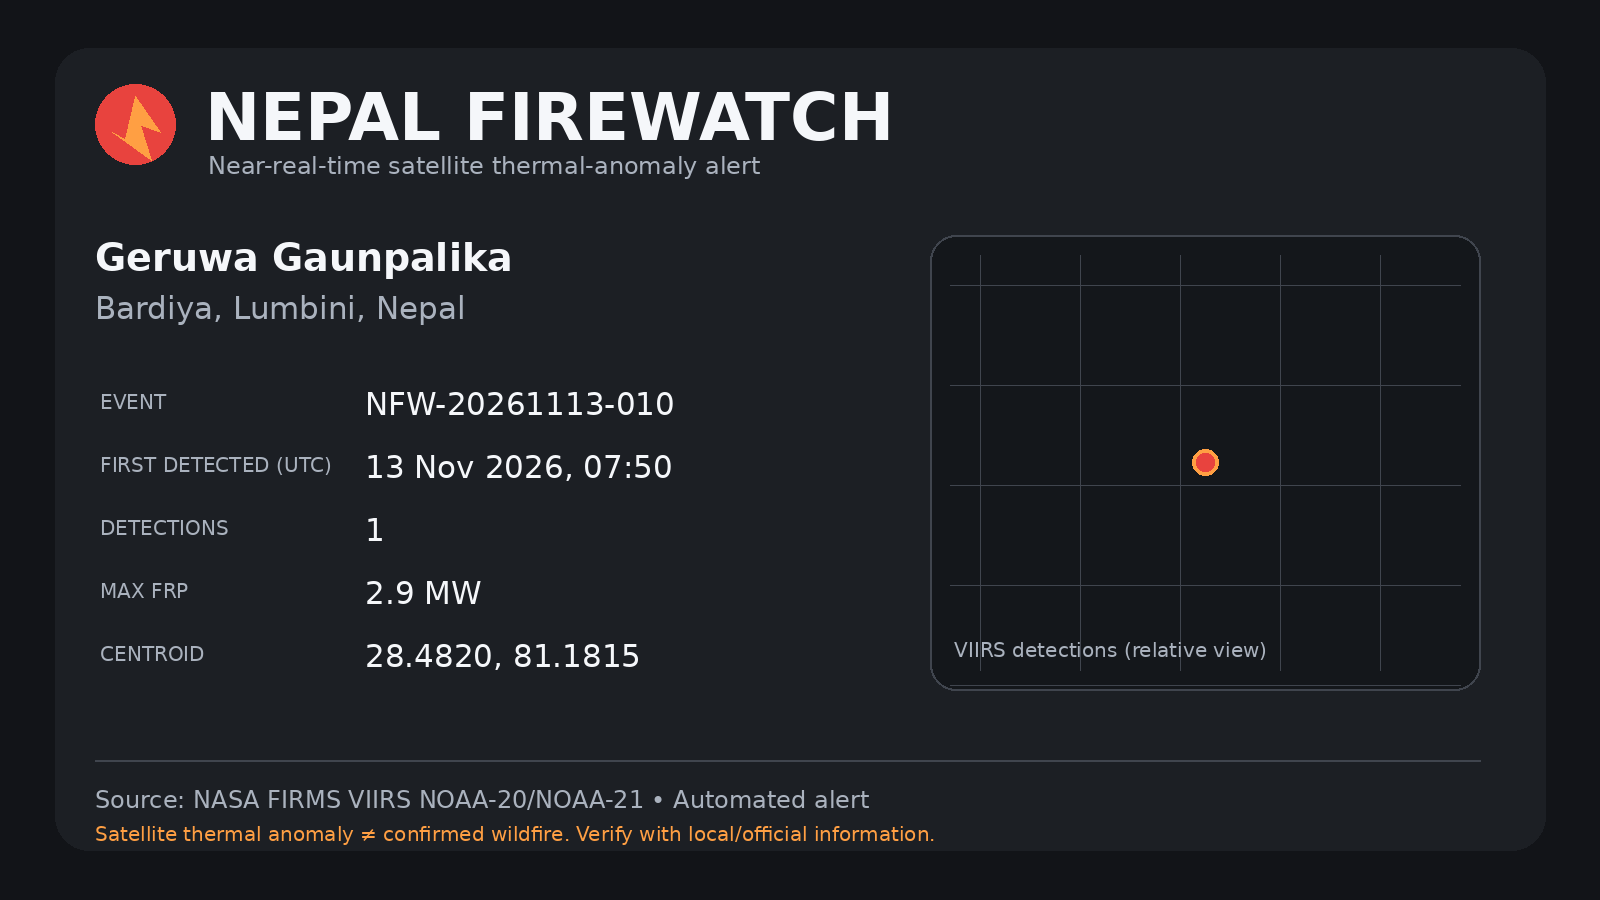 NEPAL FIREWATCH
Near-real-time satellite thermal-anomaly alert
Geruwa Gaunpalika
Bardiya, Lumbini, Nepal
EVENT NFW-20261113-010
FIRST DETECTED (UTC) 13 Nov 2026, 07:50
DETECTIONS 1
MAX FRP 2.9 MW
CENTROID 28.4820, 81.1815
VIIRS detections (relative view)
Source: NASA FIRMS VIIRS NOAA-20/NOAA-21 • Automated alert
Satellite thermal anomaly ≠ confirmed wildfire. Verify with local/official information.